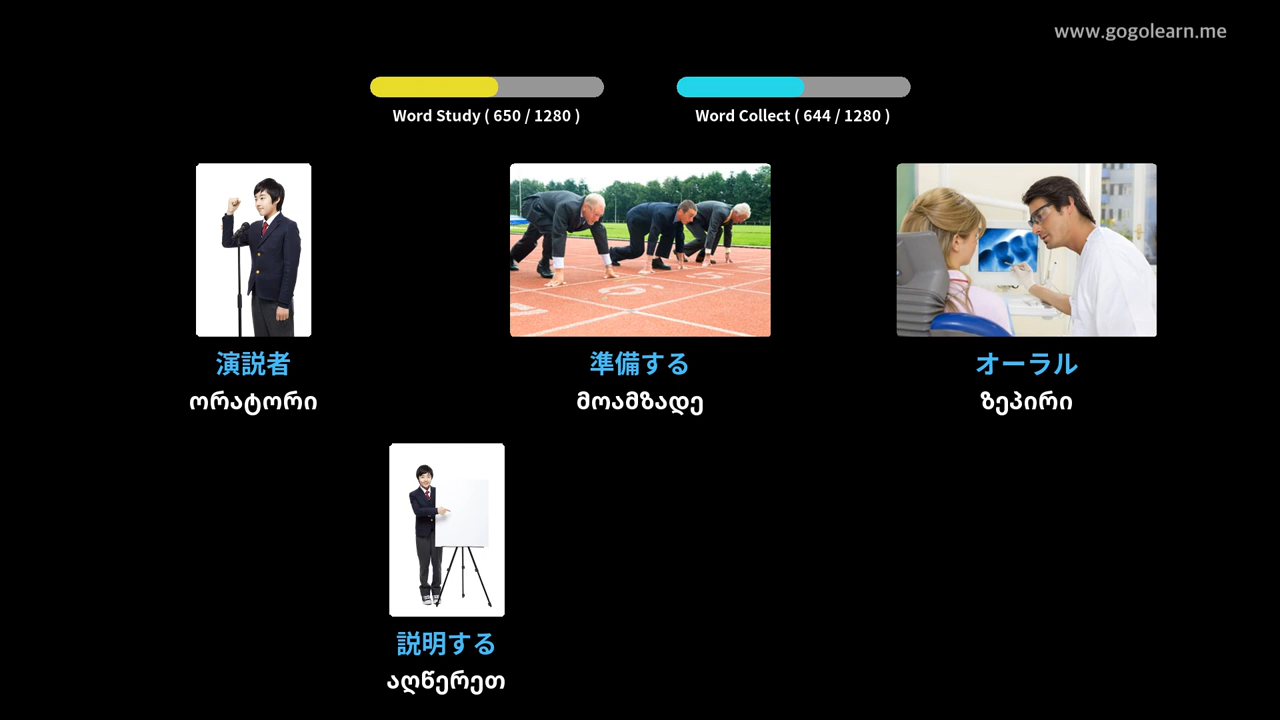 www.gogolearn.me
Word Study ( 650 / 1280 )
Word Collect ( 644 / 1280 )
演説者
ორატორი
準備する
მოამზადე
オーラル
ზეპირი
説明する
აღწერეთ